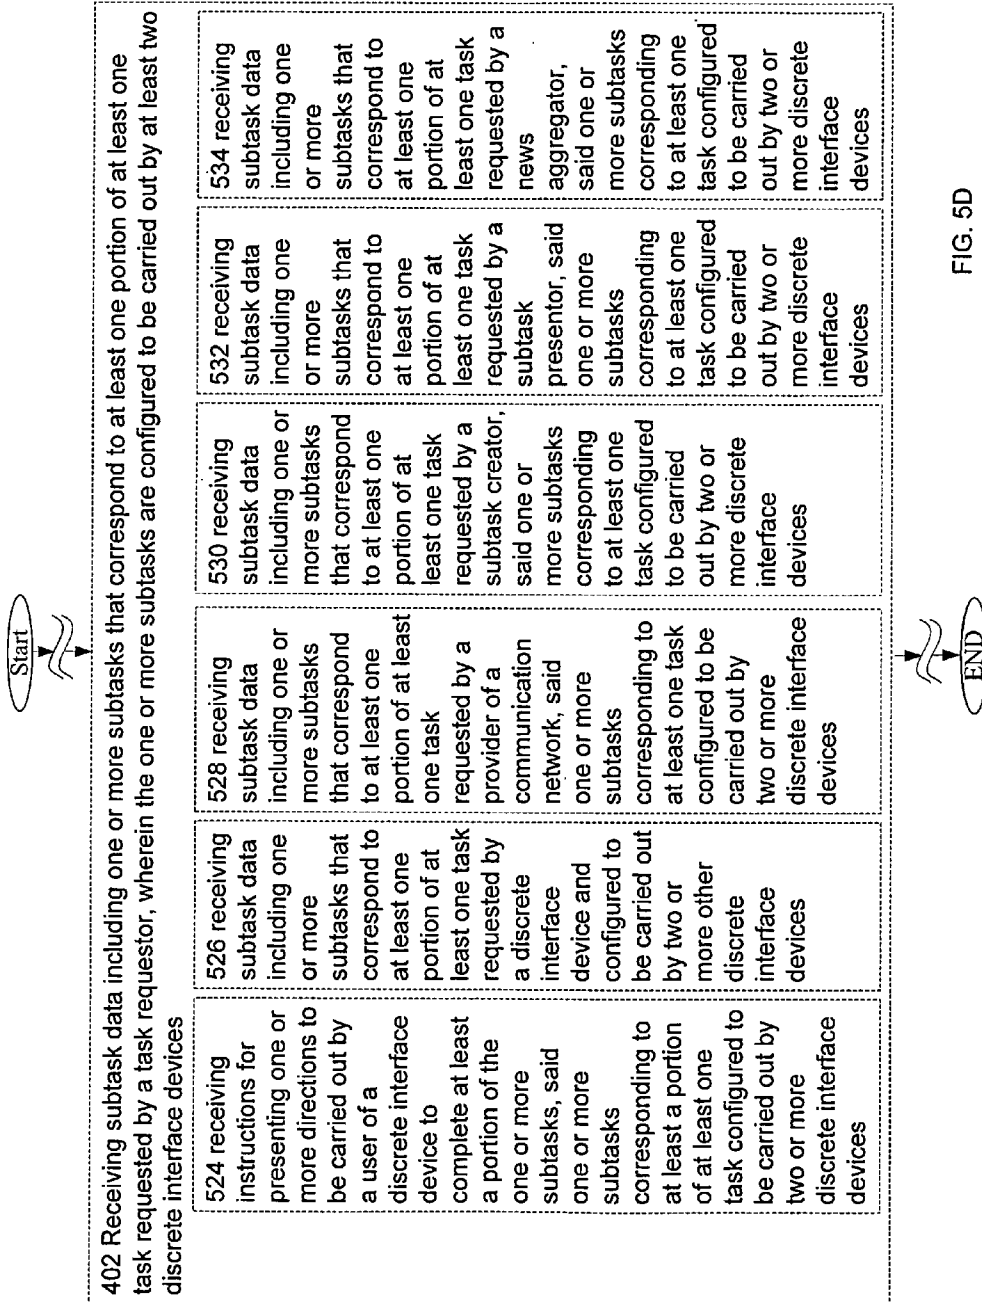 Start
402 Receiving subtask data including one or more subtasks that correspond to at least one portion of at least one
task requested by a task requestor, wherein the one or more subtasks are configured to be carried out by at least two
discrete interface devices
524 receiving
instructions for
presenting one or
more directions to
be carried out by
a user of a
discrete interface
device to
complete at least
a portion of the
one or more
subtasks, said
one or more
subtasks
corresponding to
at least a portion
of at least one
task configured to
be carried out by
two or more
discrete interface
devices
526 receiving
subtask data
including one
or more
subtasks that
correspond to
at least one
portion of at
least one task
requested by
a discrete
interface
device and
configured to
be carried out
by two or
more other
discrete
interface
devices
528 receiving
subtask data
including one or
more subtasks
that correspond
to at least one
portion of at least
one task
requested by a
provider of a
communication
network, said
one or more
subtasks
corresponding to
at least one task
configured to be
carried out by
two or more
discrete interface
devices
530 receiving
subtask data
including one or
more subtasks
that correspond
to at least one
portion of at
least one task
requested by a
subtask creator,
said one or
more subtasks
corresponding
to at least one
task configured
to be carried
out by two or
more discrete
interface
devices
532 receiving
subtask data
including one
or more
subtasks that
correspond to
at least one
portion of at
least one task
requested by a
subtask
presentor, said
one or more
subtasks
corresponding
to at least one
task configured
to be carried
out by two or
more discrete
interface
devices
534 receiving
subtask data
including one
or more
subtasks that
correspond to
at least one
portion of at
least one task
requested by a
news
aggregator,
said one or
more subtasks
corresponding
to at least one
task configured
to be carried
out by two or
more discrete
interface
devices
END
FIG. 5D